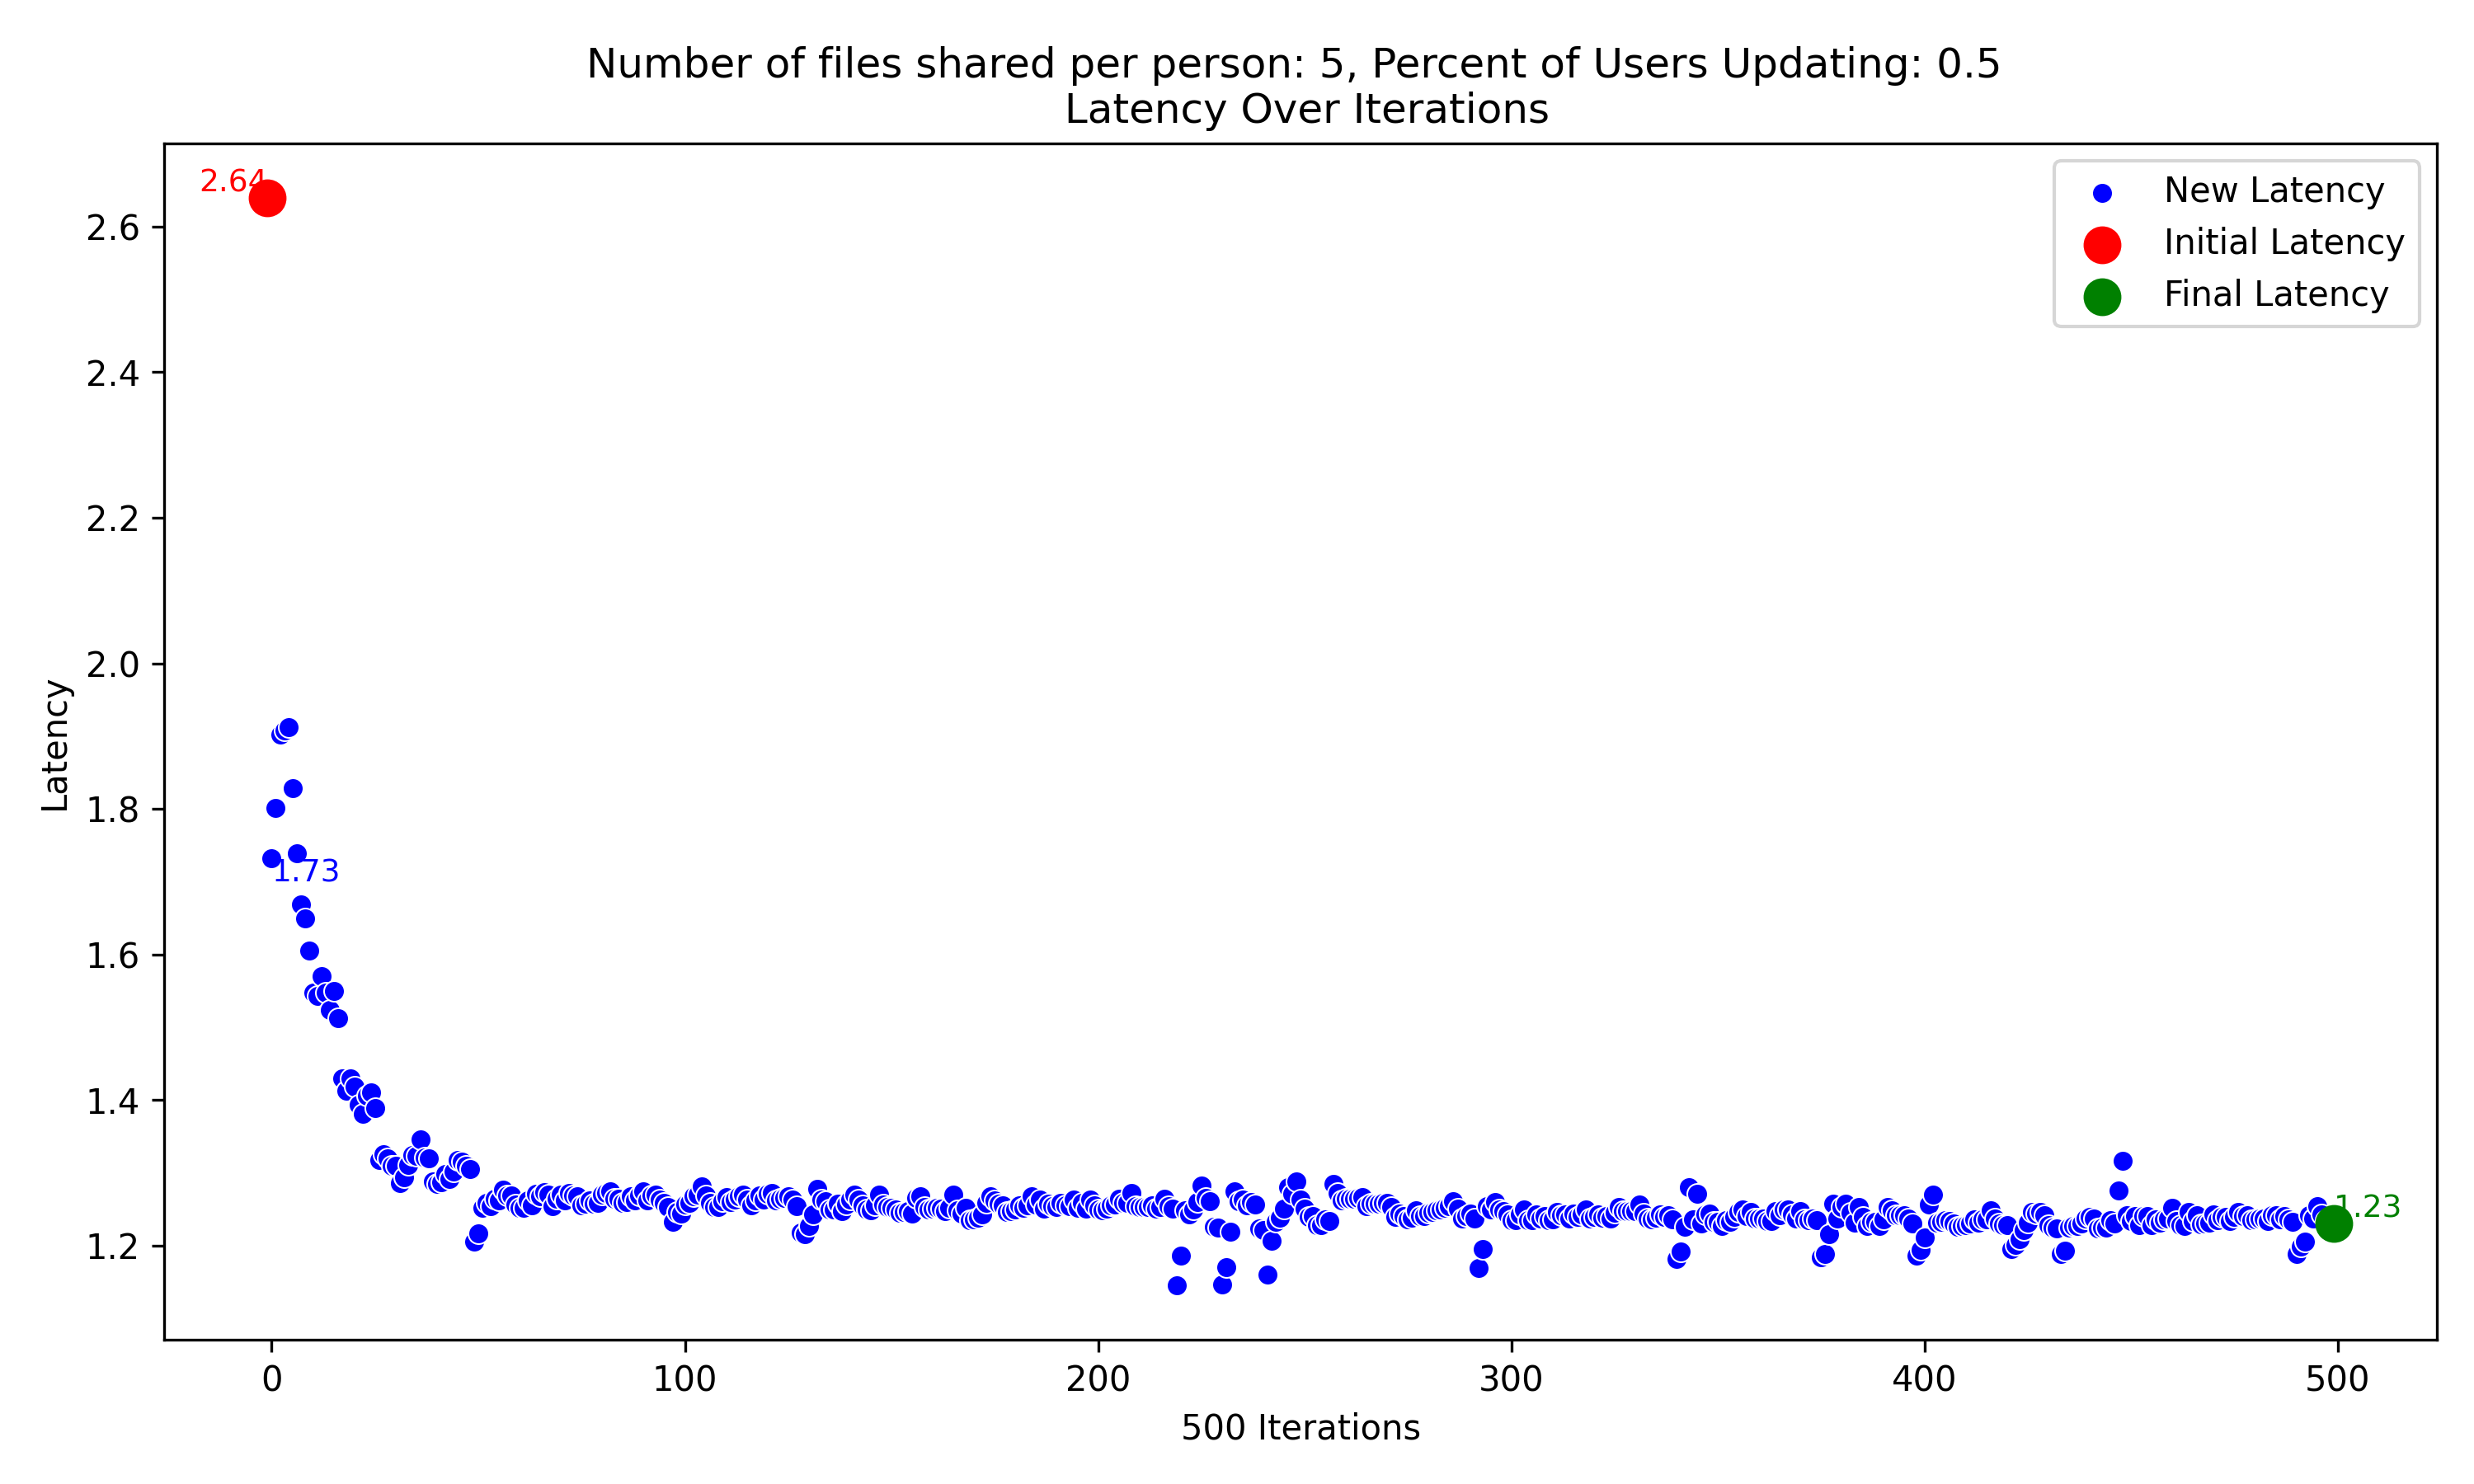 Number of files shared per person: 5, Percent of Users Updating: 0.5
Latency Over Iterations
2.64
New Latency
Initial Latency
Final Latency
2.6
2.4
2.2
2.0
1.8
1.6
1.4
1.2
Latency
1.73
1.23
0
100
200
300
400
500
500 Iterations